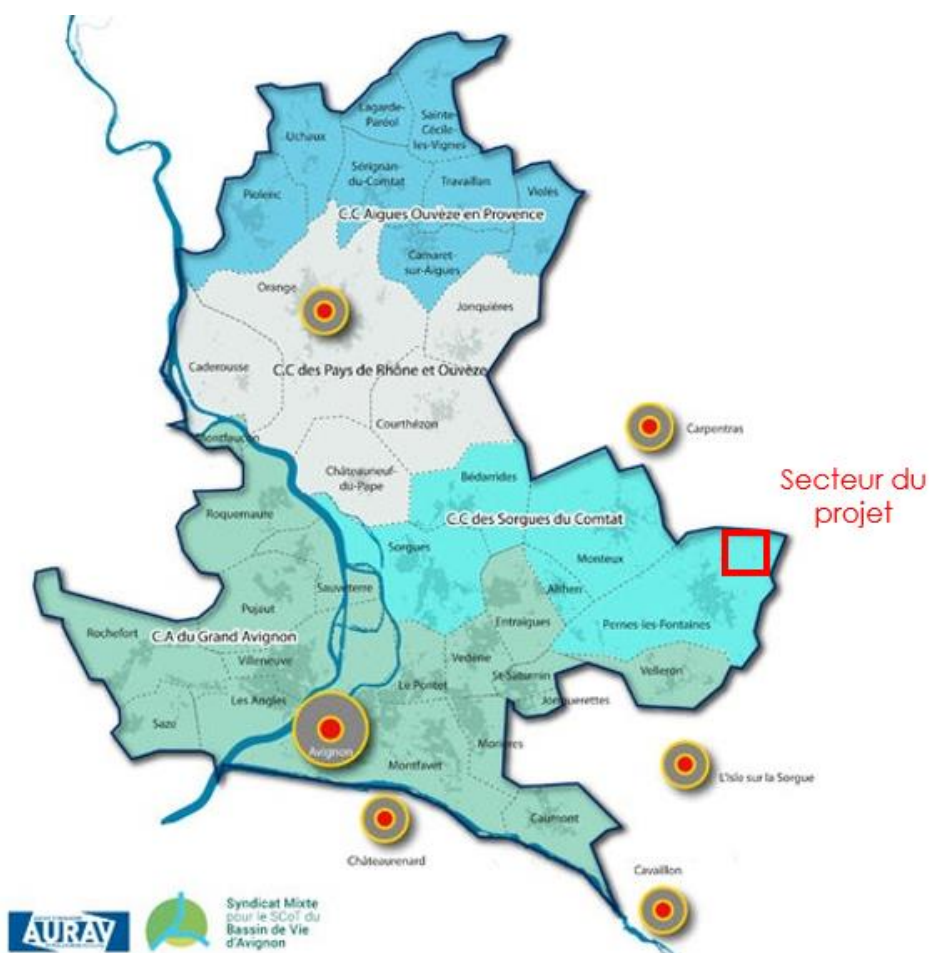 Lagarde-
Paréol
Sainte-
Cécile
les-Vignes
Uchaux
Sérignan-
du-Comtat
Travaillan
Violès
Piolenc
C.C Aigues Ouvèze en Provence
Camaret
sur-Aigues
Orange
Jonquières
Caderousse
C.C des Pays de Rhône et Ouvèze
Courthézon
Carpentras
Montfaucon
Châteauneuf-
du-Pape
Bédarrides
Secteur du
projet
Roquemaure
C.C des Sorgues du Comtat
Sorgues
Monteux
Sauveterre
Althen
Pujaut
Entraigues
Pernes-les-Fontaines
Rochefort
C.A du Grand Avignon
Villeneuve
Vedène
Velleron
Les Angles
Le Pontet
St-Saturnin
Jonquerettes
Saze
Avignon
Morières
Montfavet
L'Isle sur la Sorgue
Caumont
Châteaurenard
Cavaillon
AURAV
Syndicat Mixte
pour le SCoT du
Bassin de Vie
d'Avignon